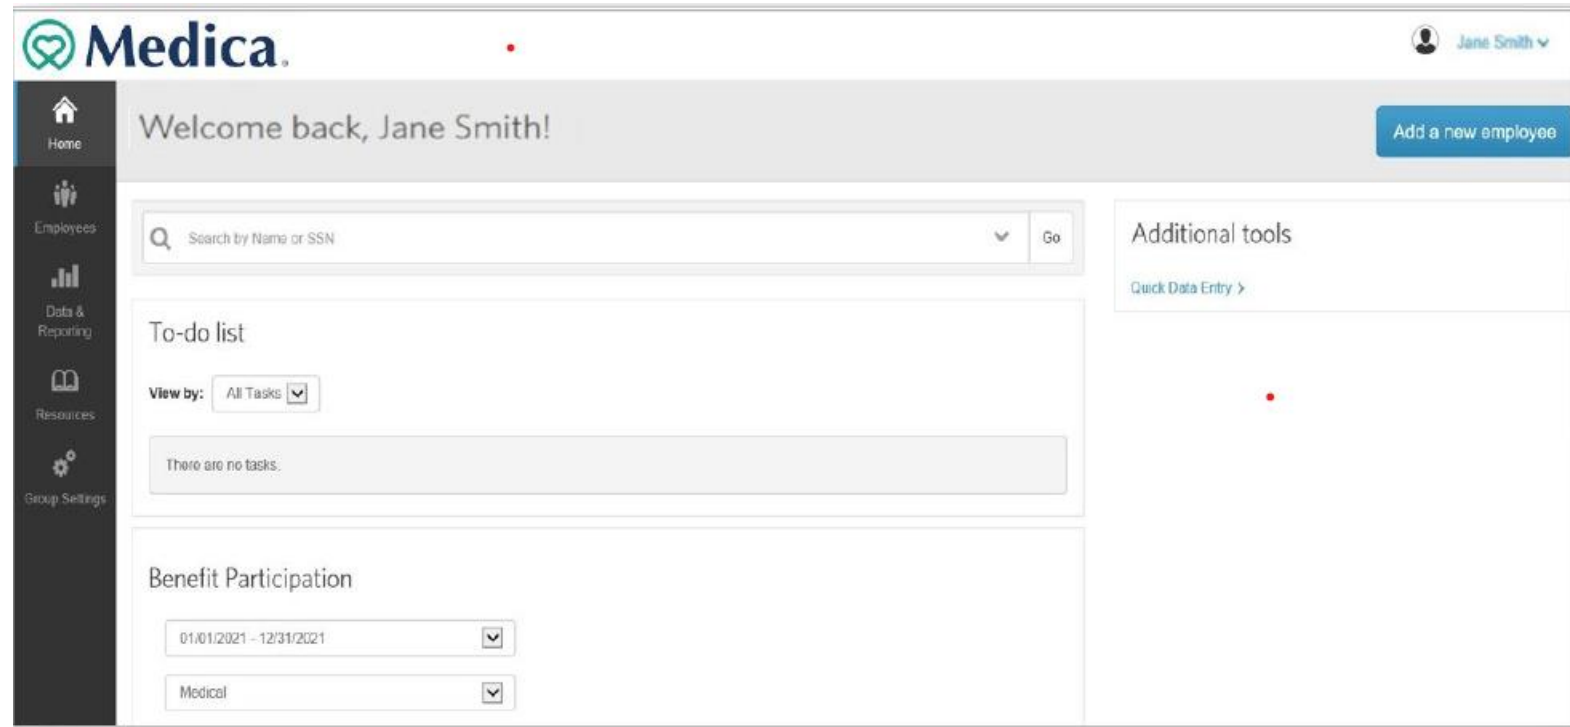 Medica.
Jane Smith
Home
Welcome back, Jane Smith!
Add a new employee
Employees
Search by Name or SSN
Go
Additional tools
Quick Data Entry >
Data &
Reporting
To-do list
View by: All Tasks
Resources
There are no tasks.
Group Settings
Benefit Participation
01/01/2021 - 12/31/2021
Medical